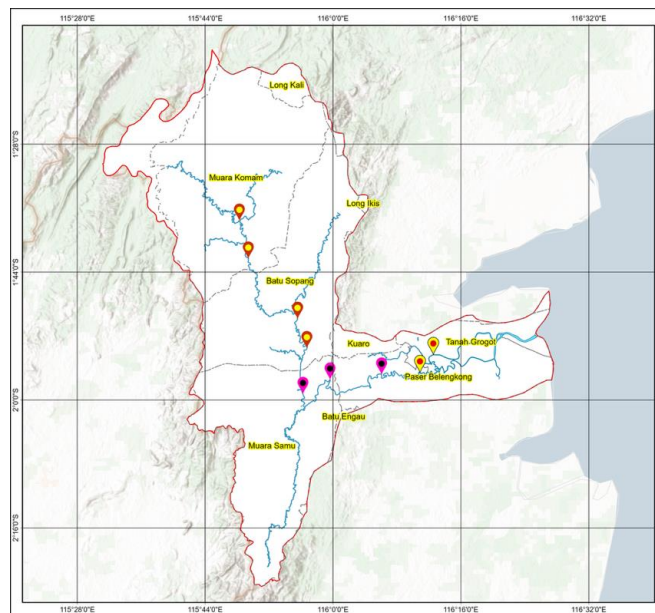 115°28'0"E 115°44'0"E 116°0'0"E 116°16'0"E 116°32'0"E
Long Kali
1°28'0"S
Muara Komam
Long Ikis
1°44'0"S
Batu Sopang
Kuaro
Tanah Grogot
Paser Belengkong
2°0'0"S
Batu Engau
Muara Samu
2°16'0"S
115°28'0"E 115°44'0"E 116°0'0"E 116°16'0"E 116°32'0"E